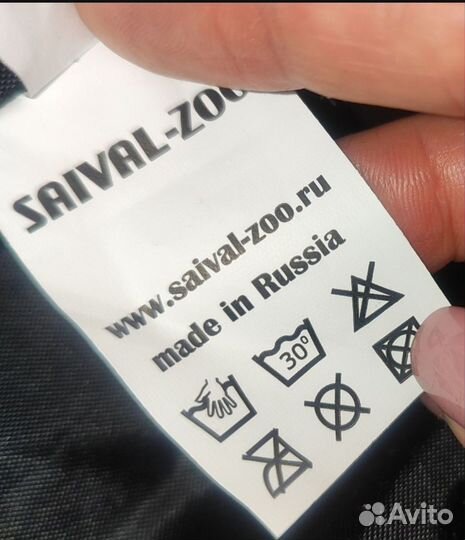 SAIVAL-ZOO
www.saival-zoo.ru
made in Russia
30°
Avito